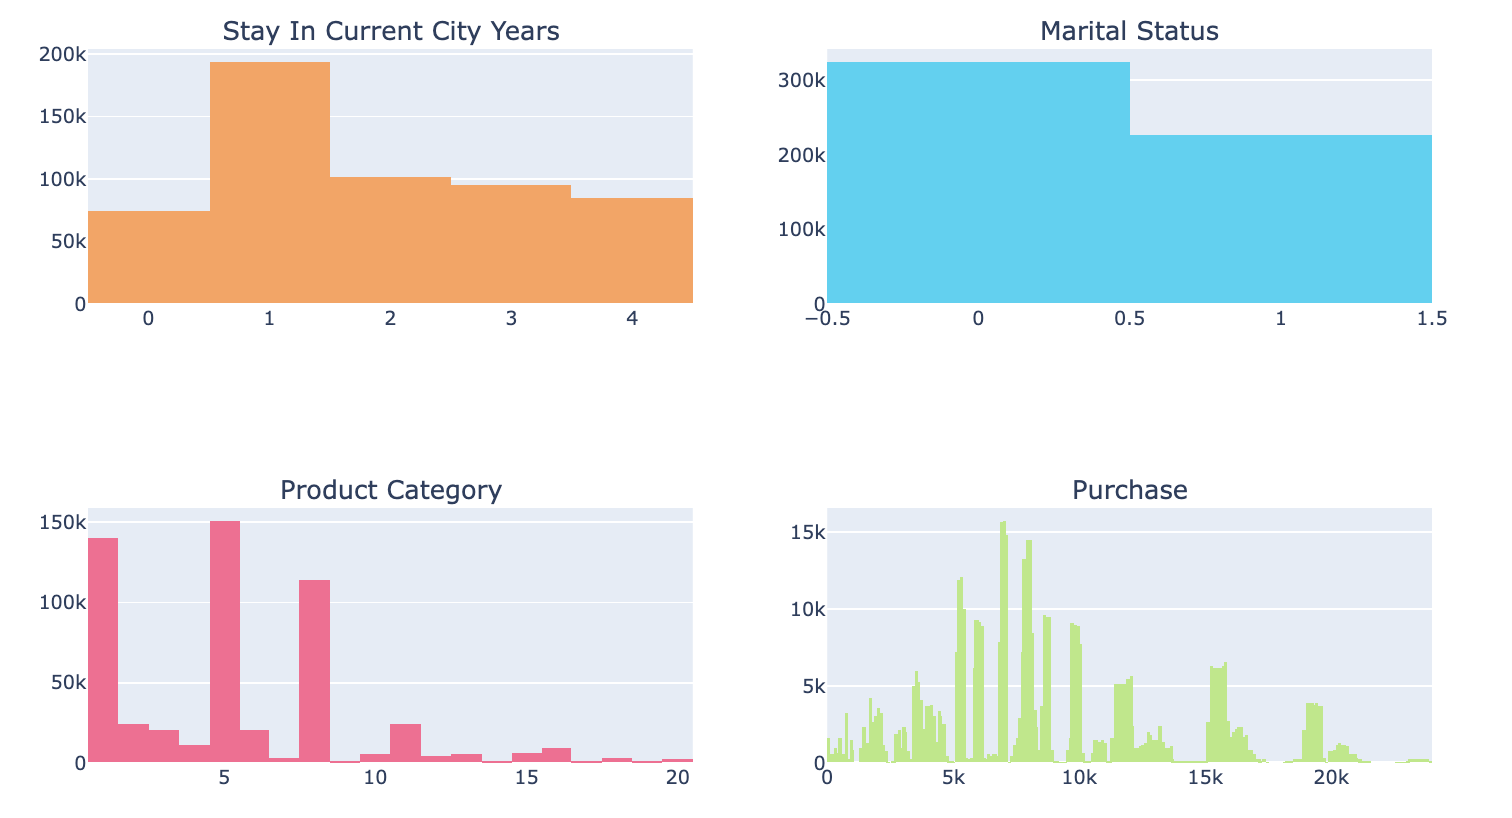 Stay In Current City Years
200k
150k
100k
50k
0
0 1 2 3 4
Marital Status
300k
200k
100k
0
−0.5 0 0.5 1 1.5
Product Category
150k
100k
50k
0
5 10 15 20
Purchase
15k
10k
5k
0
0 5k 10k 15k 20k